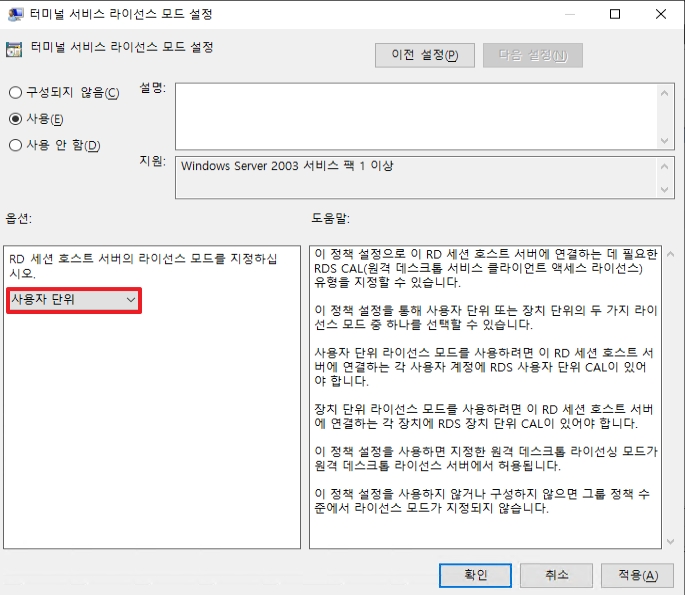 터미널 서비스 라이선스 모드 설정
터미널 서비스 라이선스 모드 설정
이전 설정(P)
다음 설정(N)
구성되지 않음(C)
설명:
사용(E)
사용 안 함(D)
지원:
Windows Server 2003 서비스 팩 1 이상
옵션:
도움말:
RD 세션 호스트 서버의 라이선스 모드를 지정하십
시오.
사용자 단위
이 정책 설정으로 이 RD 세션 호스트 서버에 연결하는 데 필요한
RDS CAL(원격 데스크톱 서비스 클라이언트 액세스 라이선스)
유형을 지정할 수 있습니다.
이 정책 설정을 통해 사용자 단위 또는 장치 단위의 두 가지 라이
선스 모드 중 하나를 선택할 수 있습니다.
사용자 단위 라이선스 모드를 사용하려면 이 RD 세션 호스트 서
버에 연결하는 각 사용자 계정에 RDS 사용자 단위 CAL이 있어
야 합니다.
장치 단위 라이선스 모드를 사용하려면 이 RD 세션 호스트 서버
에 연결하는 각 장치에 RDS 장치 단위 CAL이 있어야 합니다.
이 정책 설정을 사용하면 지정한 원격 데스크톱 라이선싱 모드가
원격 데스크톱 라이선스 서버에서 허용됩니다.
이 정책 설정을 사용하지 않거나 구성하지 않으면 그룹 정책 수
준에서 라이선스 모드가 지정되지 않습니다.
확인
취소
적용(A)